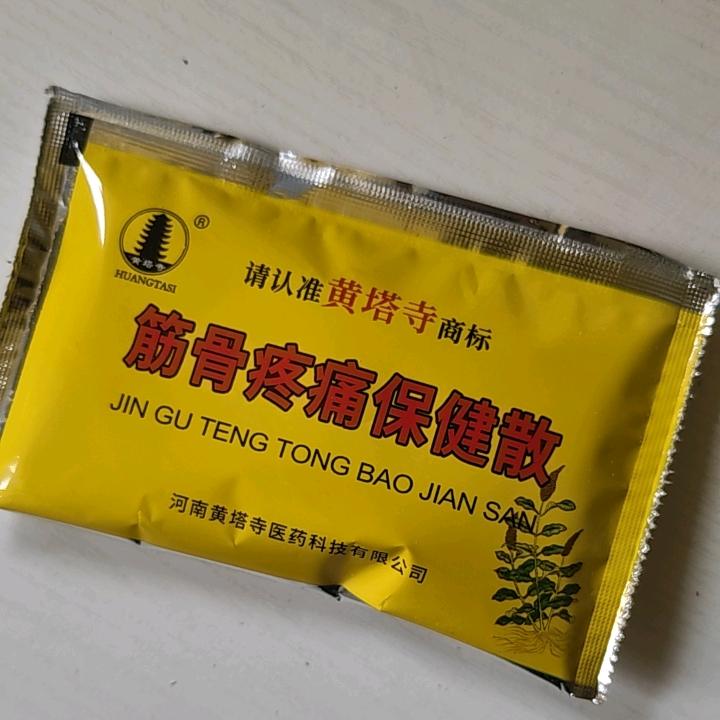 黄塔寺
®
HUANGTASI
请认准黄塔寺商标
筋骨疼痛保健散
JIN GU TENG TONG BAO JIAN SAN
河南黄塔寺医药科技有限公司